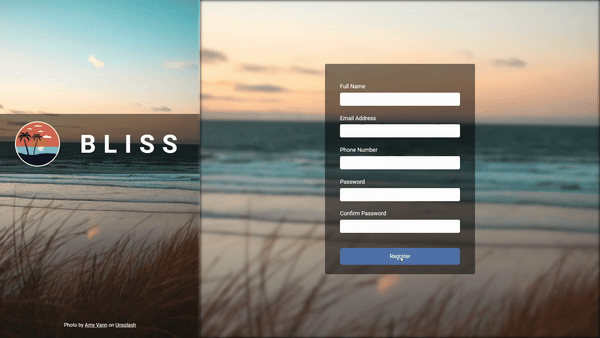 BLISS
Photo by Amy Vann on Unsplash
Full Name
Email Address
Phone Number
Password
Confirm Password
Register